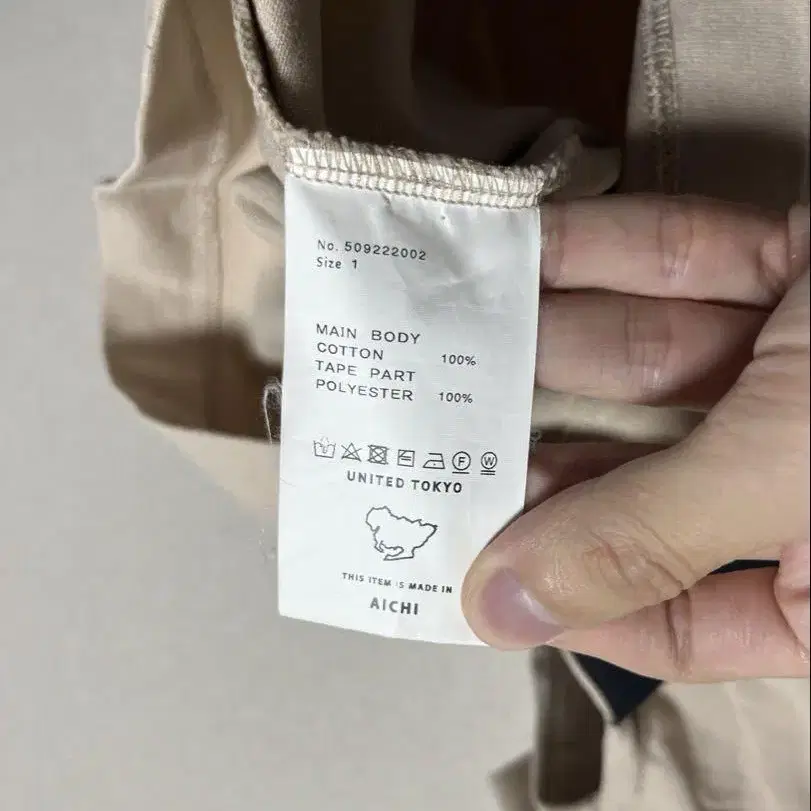 No. 509222002
Size 1
MAIN BODY
COTTON 100%
TAPE PART
POLYESTER 100%
F W
UNITED TOKYO
THIS ITEM IS MADE IN
AICHI